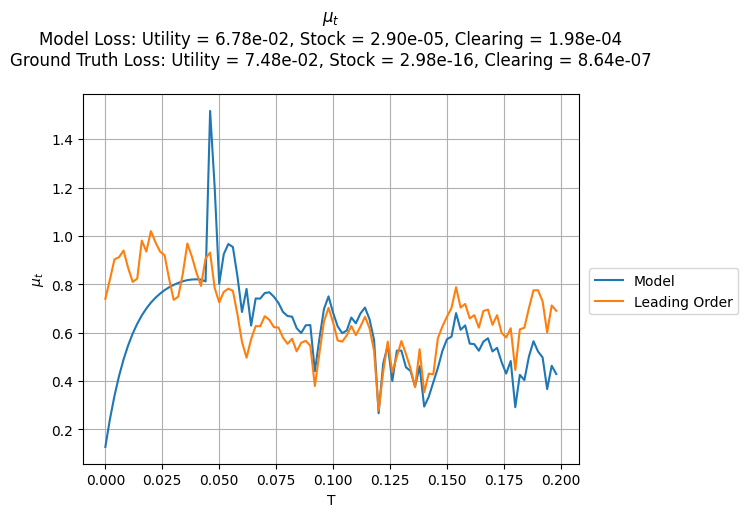 μₜ
Model Loss: Utility = 6.78e-02, Stock = 2.90e-05, Clearing = 1.98e-04
Ground Truth Loss: Utility = 7.48e-02, Stock = 2.98e-16, Clearing = 8.64e-07
1.4
1.2
1.0
0.8
0.6
0.4
0.2
μₜ
Model
Leading Order
0.000 0.025 0.050 0.075 0.100 0.125 0.150 0.175 0.200
T